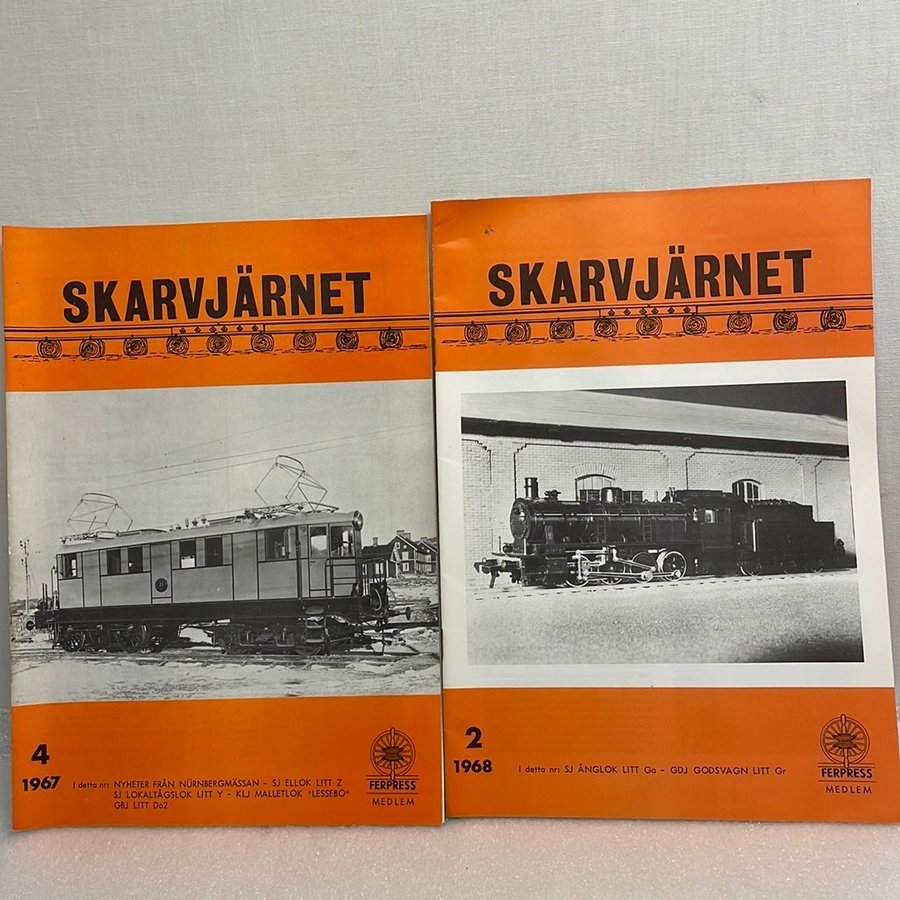 SKARVJÄRNET
4
1967
I detta nr: NYHETER FRÅN NÜRNBERGMÄSSAN – SJ ELLOK LITT Z
SJ LOKALTÅGSLOK LITT Y – KLJ MALLETLOK "LESSEBO"
GBJ LITT Do2
FERPRESS
MEDLEM
SKARVJÄRNET
2
1968
I detta nr: SJ ÅNGLOK LITT Ga – GDJ GODSVAGN LITT Gr
FERPRESS
MEDLEM